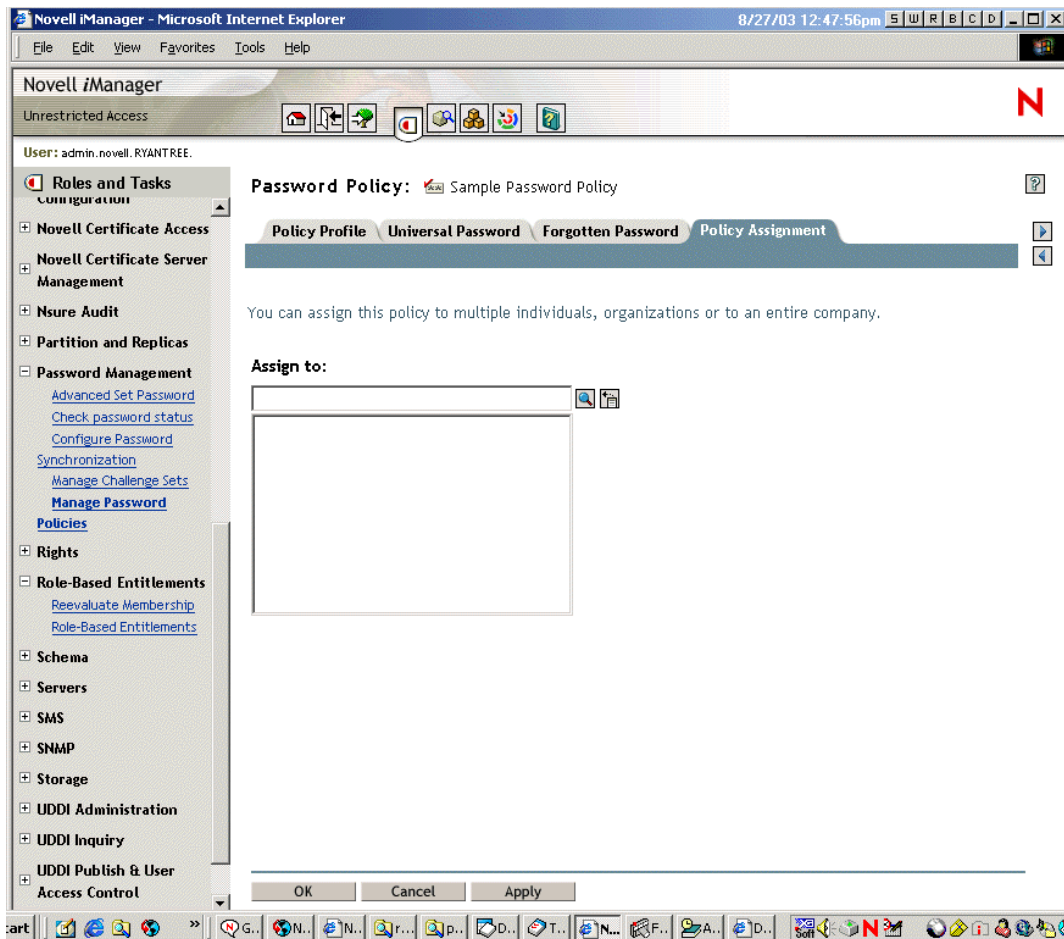 Novell iManager - Microsoft Internet Explorer
8/27/03 12:47:56pm S W R B C D
File Edit View Favorites Tools Help
Novell iManager
Unrestricted Access
N
User: admin.novell.RYANTREE.
Roles and Tasks
Configuration
Novell Certificate Access
Novell Certificate Server
Management
Nsure Audit
Partition and Replicas
Password Management
Advanced Set Password
Check password status
Configure Password
Synchronization
Manage Challenge Sets
Manage Password
Policies
Rights
Role-Based Entitlements
Reevaluate Membership
Role-Based Entitlements
Schema
Servers
SMS
SNMP
Storage
UDDI Administration
UDDI Inquiry
UDDI Publish & User
Access Control
Password Policy: Sample Password Policy
Policy Profile Universal Password Forgotten Password Policy Assignment
You can assign this policy to multiple individuals, organizations or to an entire company.
Assign to:
OK Cancel Apply
:art » G.. N.. N.. r... p... D.. T... N... F.. A.. D..